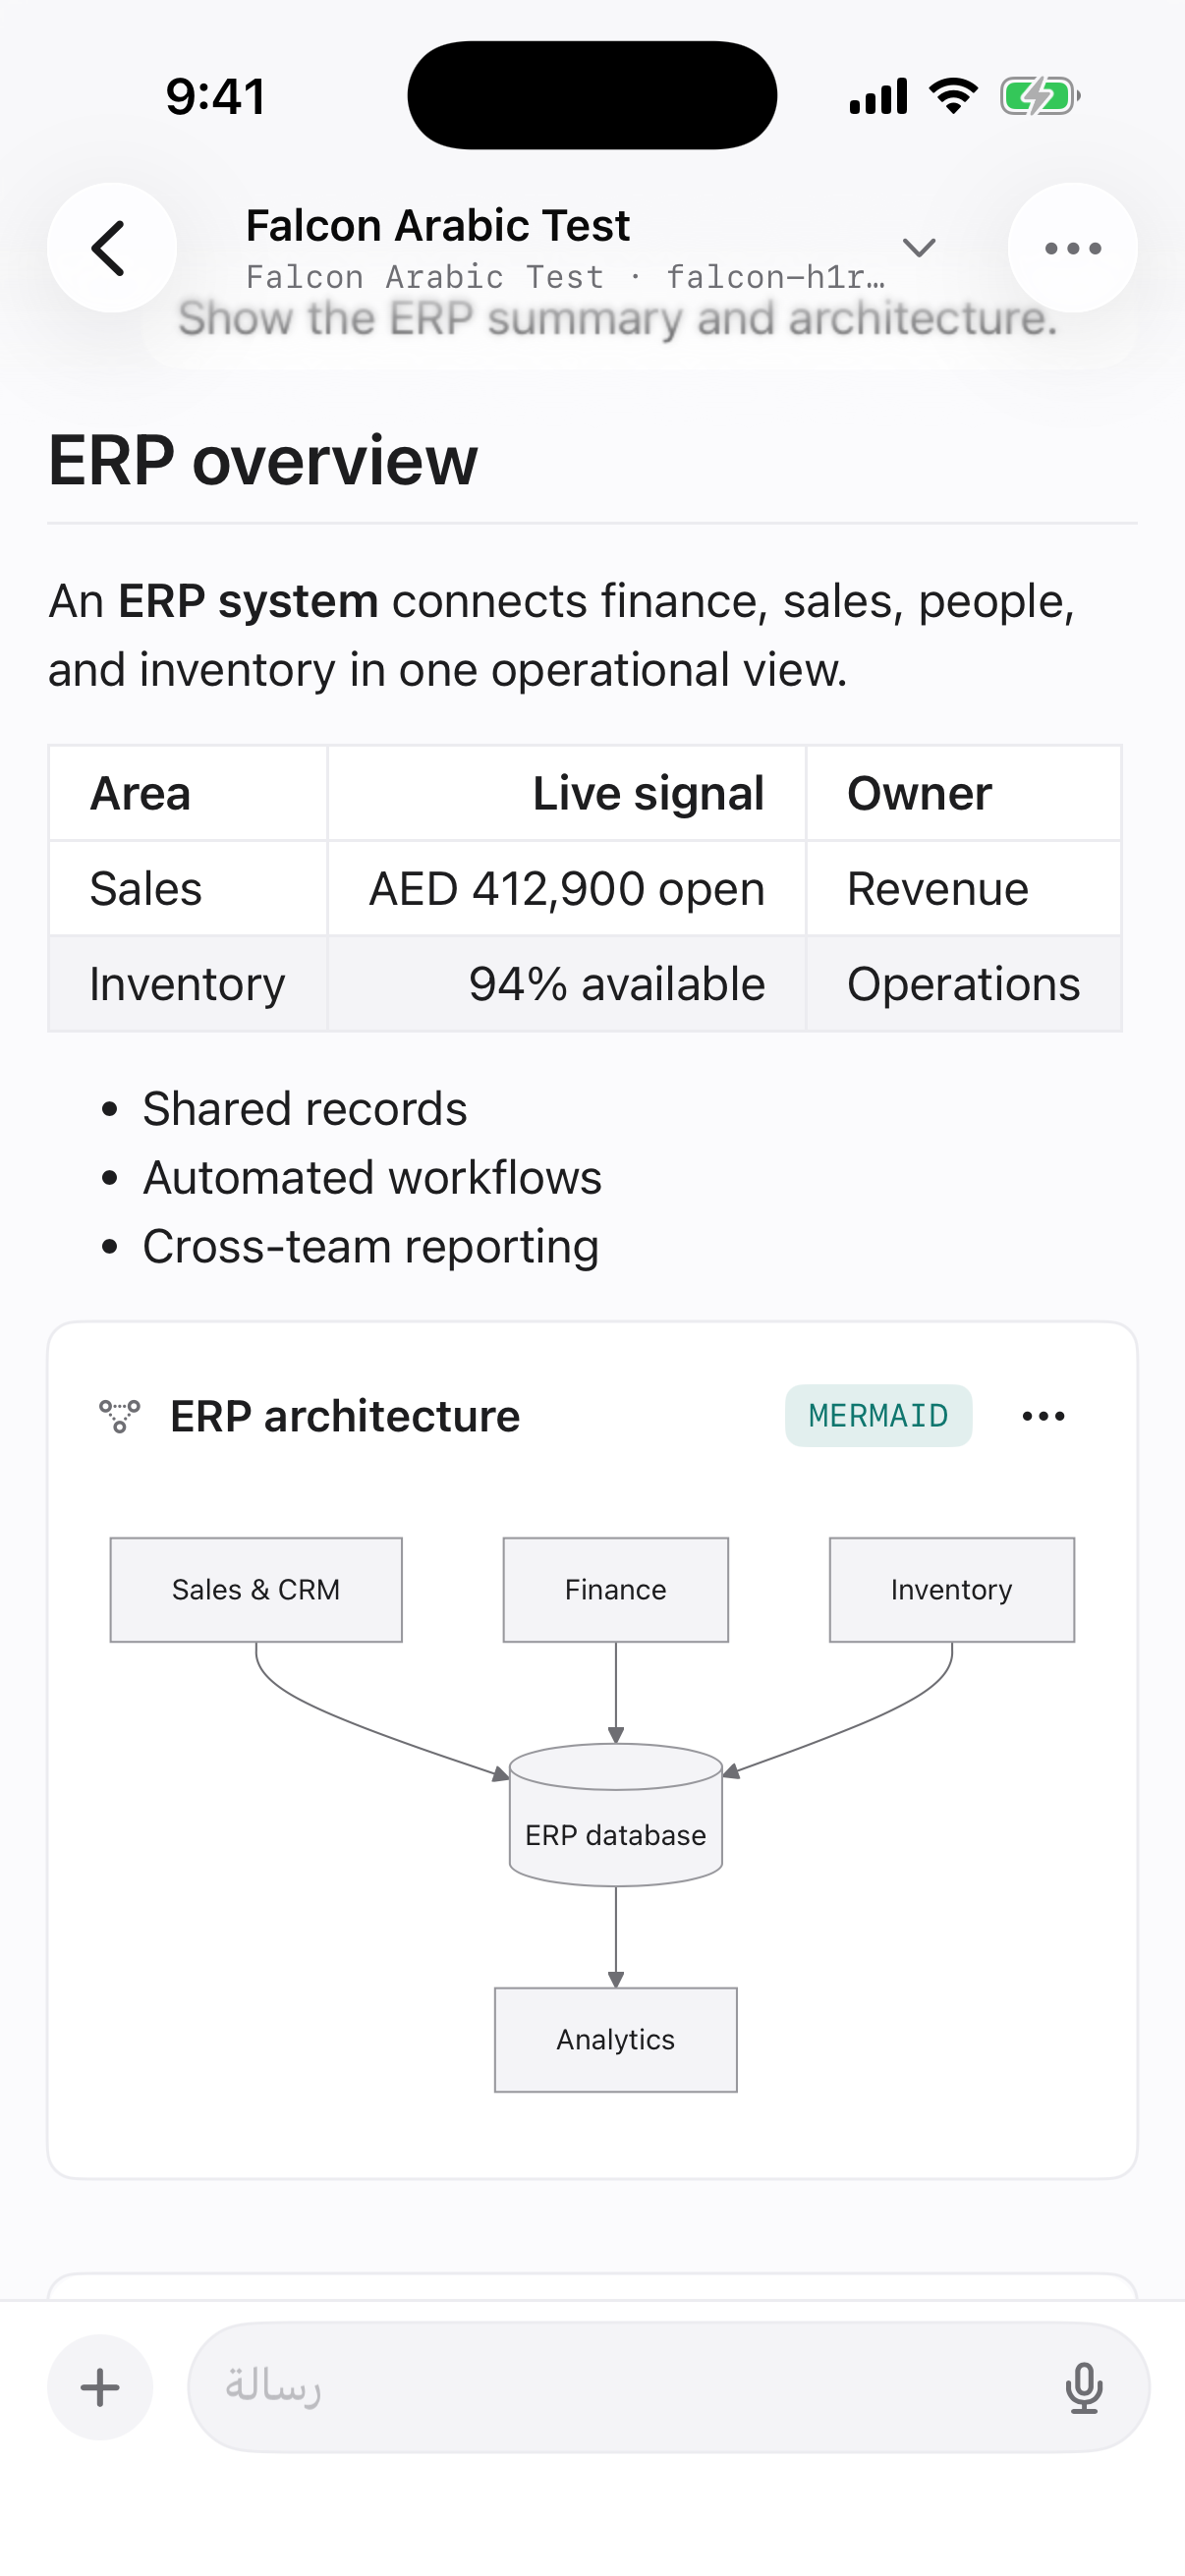 9:41
Falcon Arabic Test
Falcon Arabic Test · falcon-h1r…
Show the ERP summary and architecture.
ERP overview
An ERP system connects finance, sales, people,
and inventory in one operational view.
Area Live signal Owner
Sales AED 412,900 open Revenue
Inventory 94% available Operations
• Shared records
• Automated workflows
• Cross-team reporting
ERP architecture MERMAID
Sales & CRM Finance Inventory
ERP database
Analytics
رسالة